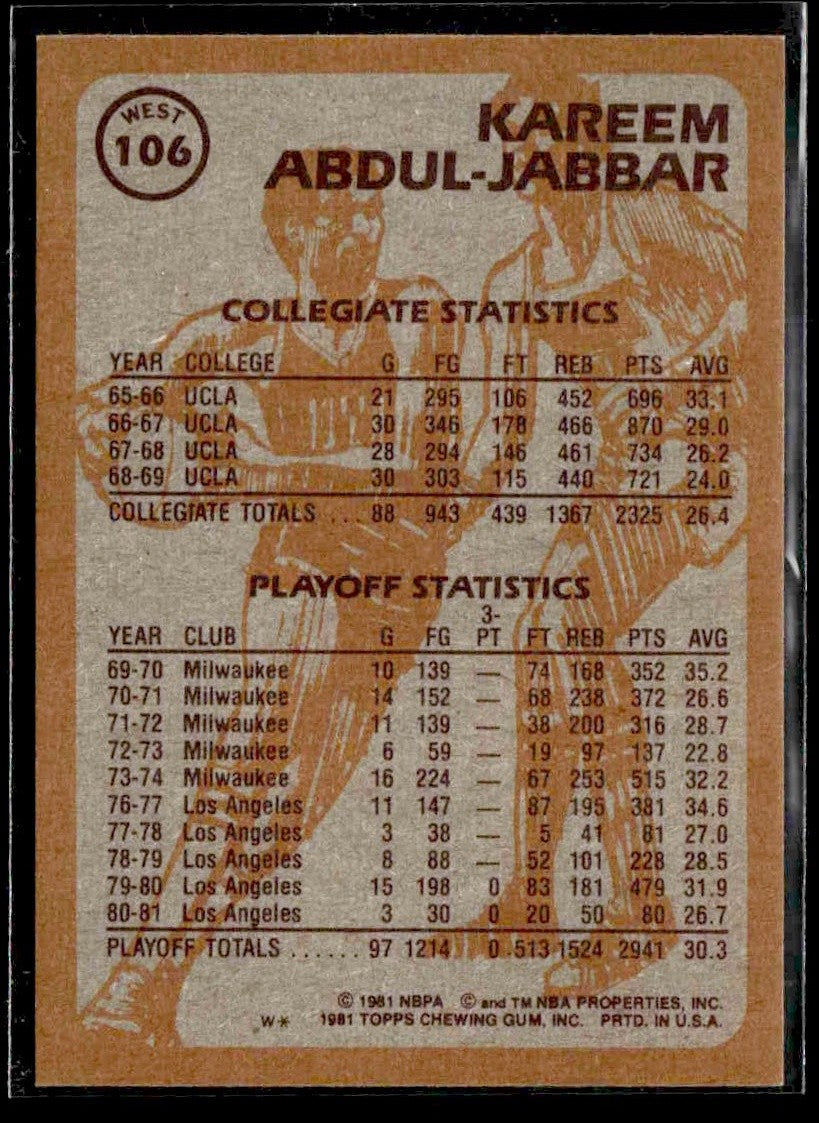 WEST
106
KAREEM
ABDUL-JABBAR
COLLEGIATE STATISTICS
YEAR COLLEGE G FG FT REB PTS AVG
65-66 UCLA 21 295 106 452 696 33.1
66-67 UCLA 30 346 178 466 870 29.0
67-68 UCLA 28 294 146 461 734 26.2
68-69 UCLA 30 303 115 440 721 24.0
COLLEGIATE TOTALS ... 88 943 439 1367 2325 26.4
PLAYOFF STATISTICS
3-
YEAR CLUB G FG PT FT REB PTS AVG
69-70 Milwaukee 10 139 — 74 168 352 35.2
70-71 Milwaukee 14 152 — 68 238 372 26.6
71-72 Milwaukee 11 139 — 38 200 316 28.7
72-73 Milwaukee 6 59 — 19 97 137 22.8
73-74 Milwaukee 16 224 — 67 253 515 32.2
76-77 Los Angeles 11 147 — 87 195 381 34.6
77-78 Los Angeles 3 38 — 5 41 81 27.0
78-79 Los Angeles 8 88 — 52 101 228 28.5
79-80 Los Angeles 15 198 0 83 181 479 31.9
80-81 Los Angeles 3 30 0 20 50 80 26.7
PLAYOFF TOTALS ...... 97 1214 0 513 1524 2941 30.3
© 1981 NBPA © and TM NBA PROPERTIES, INC.
W* 1981 TOPPS CHEWING GUM, INC. PRTD. IN U.S.A.